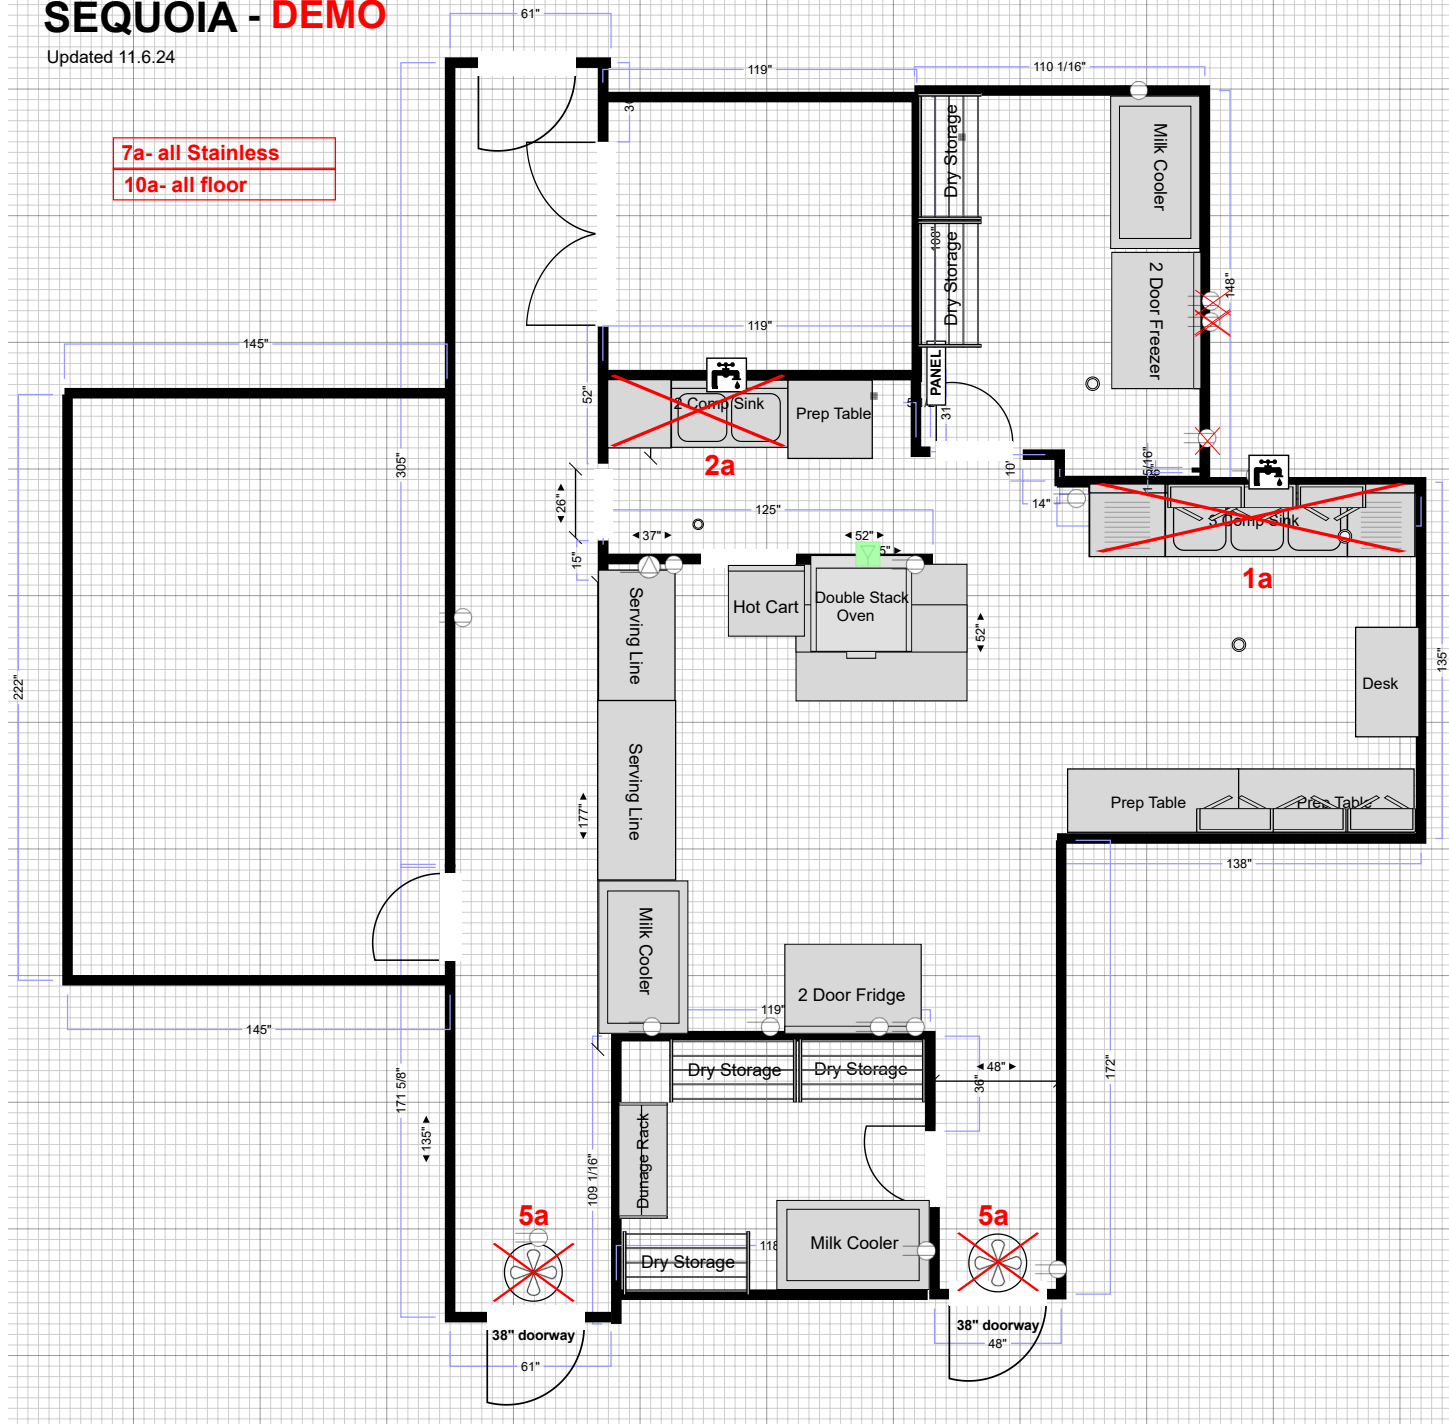 SEQUOIA - DEMO
Updated 11.6.24
7a- all Stainless
10a- all floor
61"
119"
110 1/16"
Dry Storage
Milk Cooler
108"
Dry Storage
2 Door Freezer
148"
119"
145"
PANEL
52"
2 Comp Sink
Prep Table
31
2a
305"
10'
14"
26"
125"
3 Comp Sink
37"
52"
15"
1a
Serving Line
Hot Cart
Double Stack
Oven
52"
Desk
135"
222"
Serving Line
177"
Prep Table
Prep Table
138"
Milk Cooler
2 Door Fridge
119"
145"
171 5/8"
135"
Dry Storage
Dry Storage
48"
36"
172"
Dunage Rack
109 1/16"
5a
5a
118
Milk Cooler
Dry Storage
38" doorway
38" doorway
48"
61"